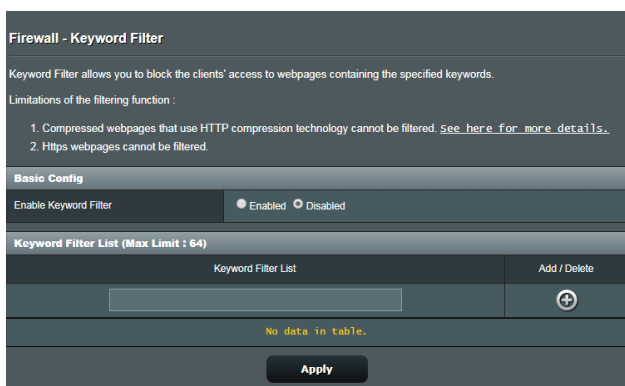 Firewall - Keyword Filter
Keyword Filter allows you to block the clients' access to webpages containing the specified keywords.
Limitations of the filtering function :
1. Compressed webpages that use HTTP compression technology cannot be filtered. See here for more details.
2. Https webpages cannot be filtered.
Basic Config
Enable Keyword Filter Enabled Disabled
Keyword Filter List (Max Limit : 64)
Keyword Filter List Add / Delete
No data in table.
Apply